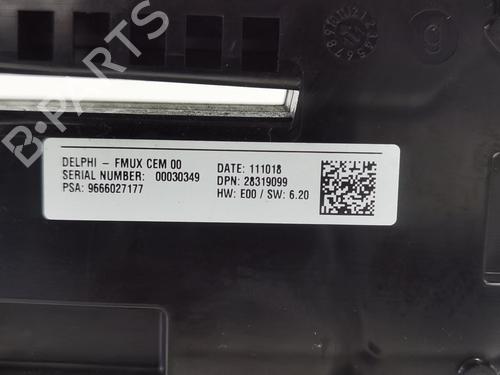 B-PARTS
DELPHI – FMUX CEM 00
SERIAL NUMBER: 00030349
PSA: 9666027177
DATE: 111018
DPN: 28319099
HW: E00 / SW: 6.20